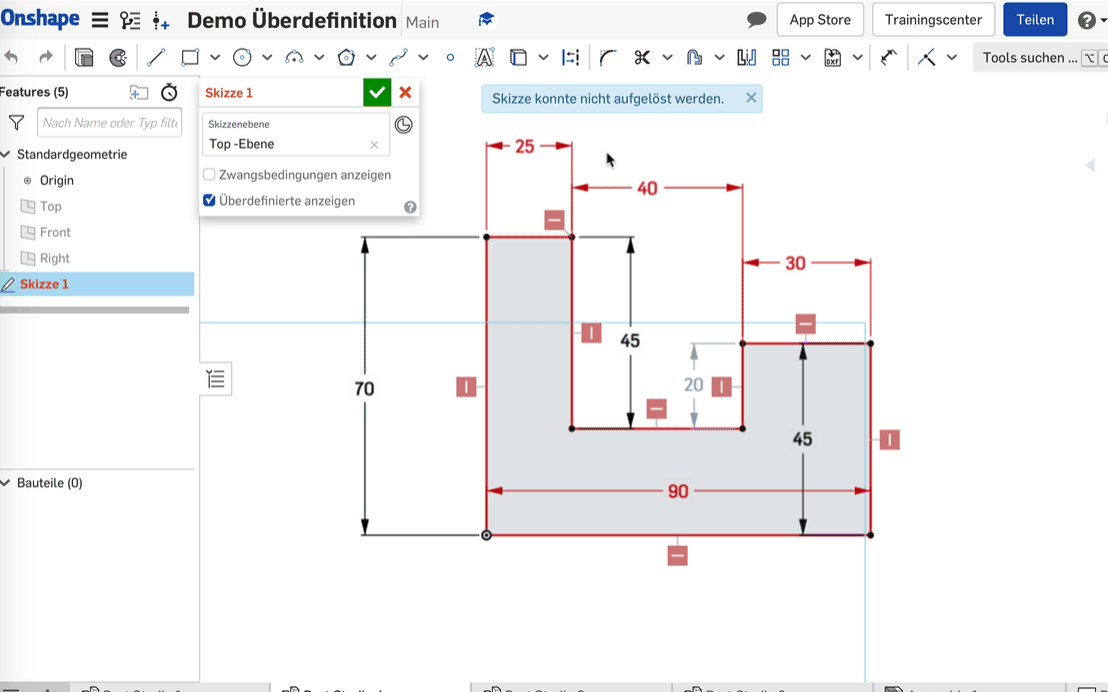 Onshape Demo Überdefinition Main App Store Trainingscenter Teilen
DXF Tools suchen ...
Features (5)
Nach Name oder Typ filte
Standardgeometrie
Origin
Top
Front
Right
Skizze 1
Bauteile (0)
Skizze 1
Skizzenebene
Top -Ebene
Zwangsbedingungen anzeigen
Überdefinierte anzeigen
Skizze konnte nicht aufgelöst werden.
25
40
30
45
70
20
45
90